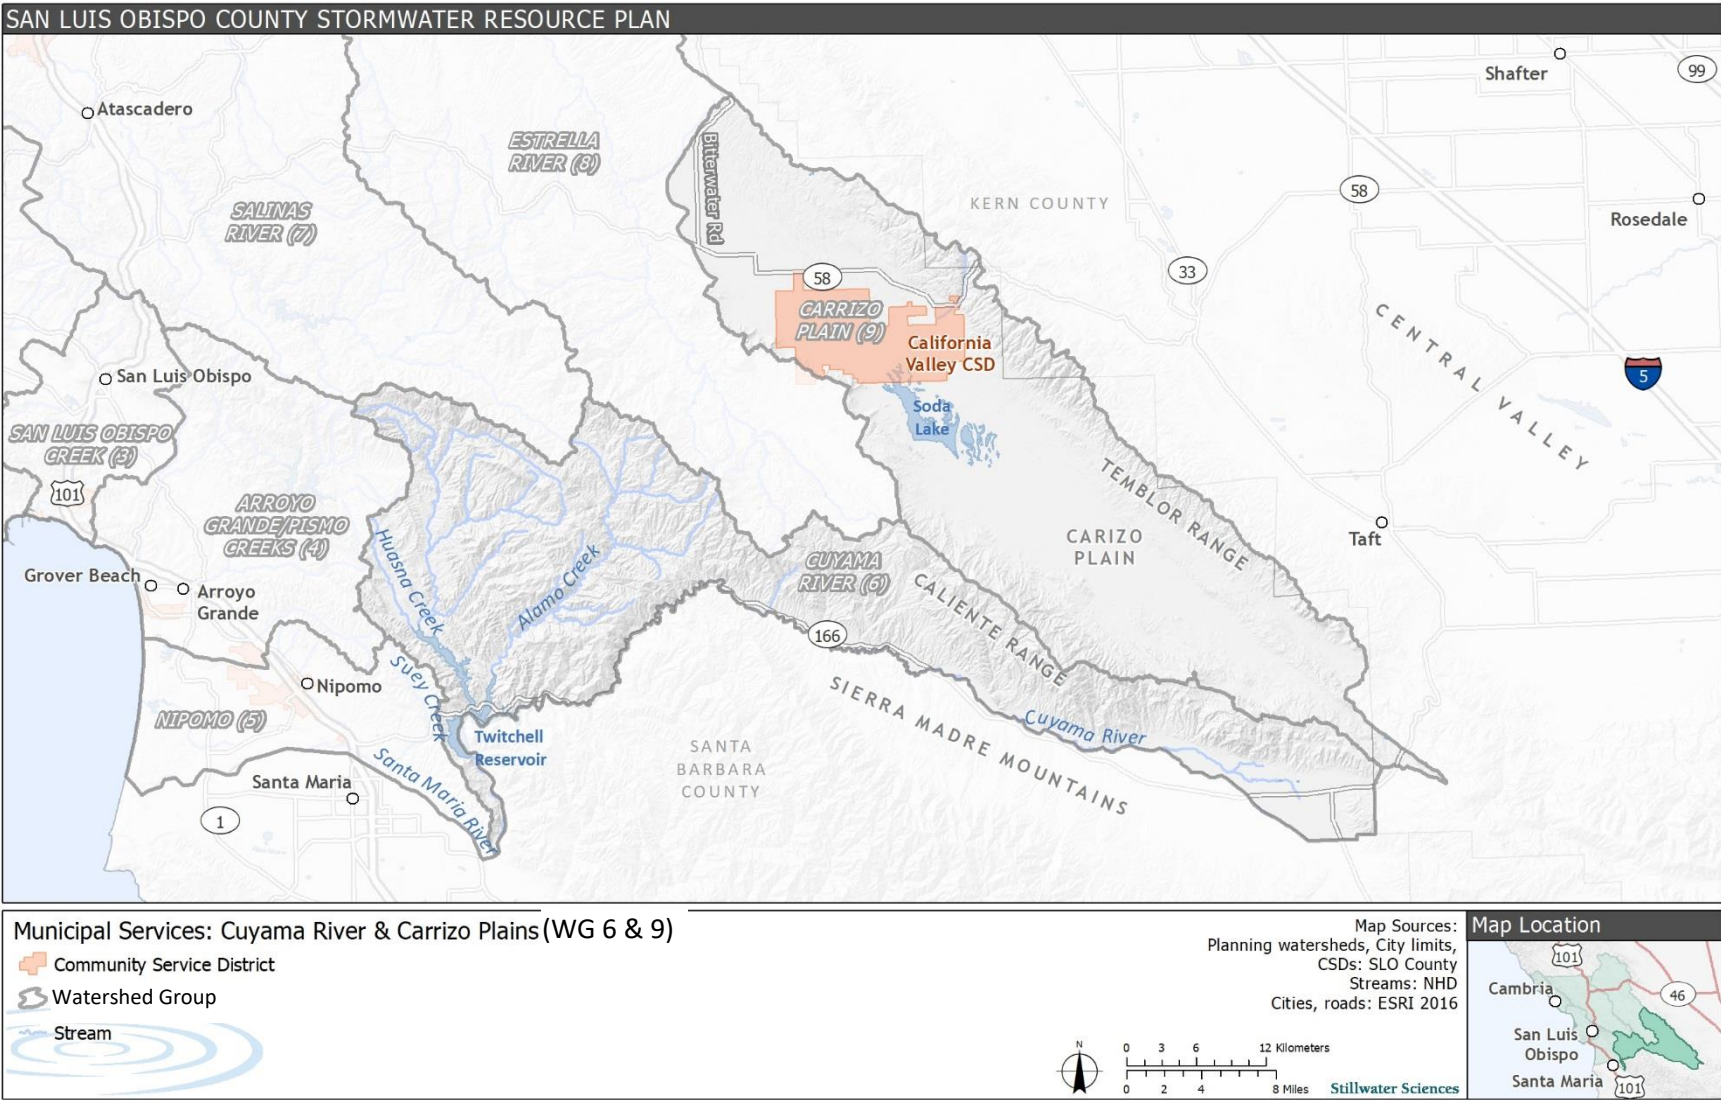 SAN LUIS OBISPO COUNTY STORMWATER RESOURCE PLAN
Shafter
99
Atascadero
ESTRELLA
RIVER (8)
Bitterwater Rd
58
KERN COUNTY
Rosedale
SALINAS
RIVER (7)
33
58
CARRIZO
PLAIN (9)
California
Valley CSD
CENTRAL VALLEY
5
San Luis Obispo
Soda
Lake
SAN LUIS OBISPO
CREEK (3)
101
TEMBLOR RANGE
ARROYO
GRANDE/PISMO
CREEKS (4)
Taft
CARIZO
PLAIN
Huasna Creek
Alamo Creek
CUYAMA
RIVER (6)
Grover Beach
Arroyo
Grande
CALIENTE RANGE
166
Suey Creek
Nipomo
SIERRA MADRE MOUNTAINS
Cuyama River
NIPOMO (5)
Twitchell
Reservoir
SANTA
BARBARA
COUNTY
Santa Maria
Santa Maria River
1
Municipal Services: Cuyama River & Carrizo Plains (WG 6 & 9)
Community Service District
Watershed Group
Stream
Map Sources:
Planning watersheds, City limits,
CSDs: SLO County
Streams: NHD
Cities, roads: ESRI 2016
N
0 3 6 12 Kilometers
0 2 4 8 Miles
Stillwater Sciences
Map Location
101
Cambria
46
San Luis
Obispo
Santa Maria
101